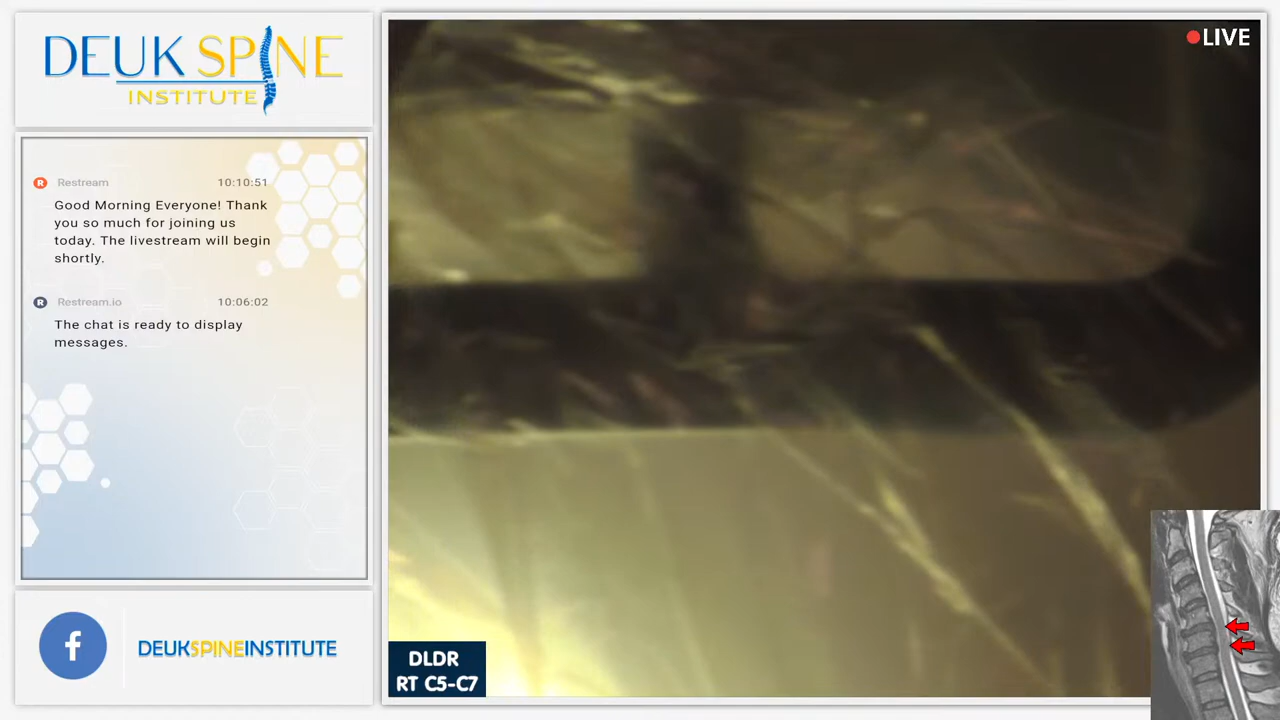 DEUK SPINE
INSTITUTE
LIVE
R Restream 10:10:51
Good Morning Everyone! Thank
you so much for joining us
today. The livestream will begin
shortly.
R Restream.io 10:06:02
The chat is ready to display
messages.
f DEUKSPINEINSTITUTE
DLDR
RT C5-C7